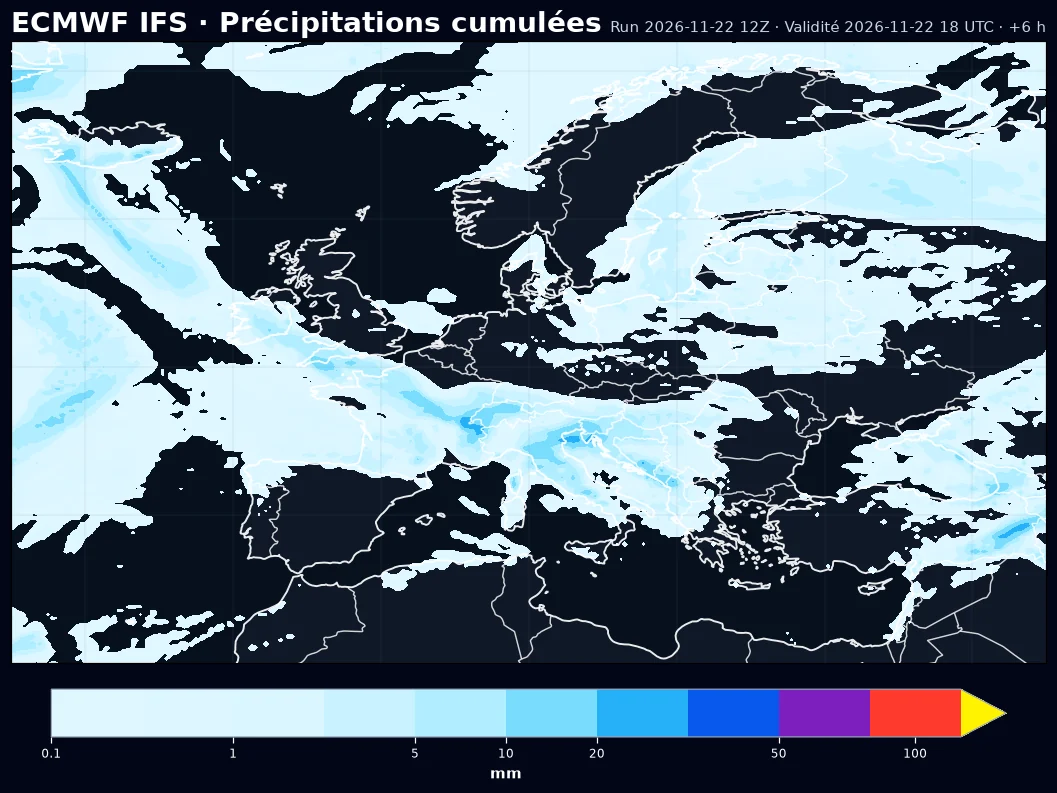 ECMWF IFS · Précipitations cumulées Run 2026-11-22 12Z · Validité 2026-11-22 18 UTC · +6 h
0.1 1 5 10 20 50 100
mm